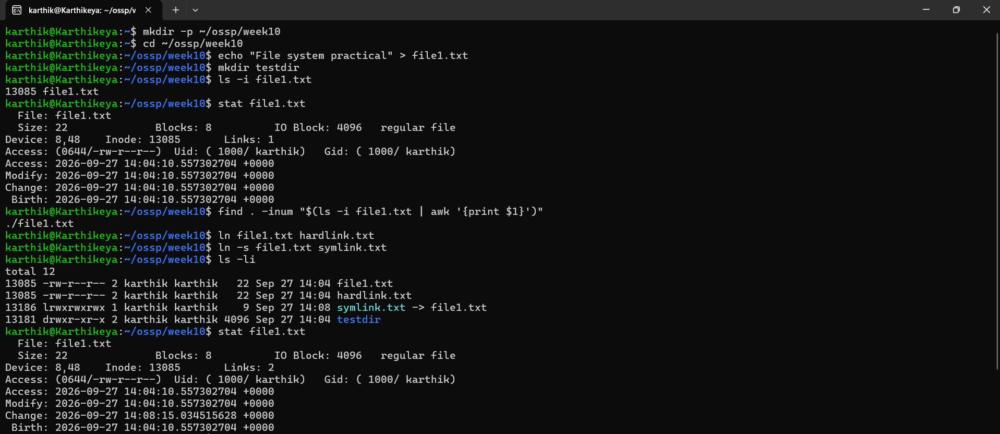 karthik@Karthikeya: ~/ossp/v
karthik@Karthikeya:~$ mkdir -p ~/ossp/week10
karthik@Karthikeya:~$ cd ~/ossp/week10
karthik@Karthikeya:~/ossp/week10$ echo "File system practical" > file1.txt
karthik@Karthikeya:~/ossp/week10$ mkdir testdir
karthik@Karthikeya:~/ossp/week10$ ls -i file1.txt
13085 file1.txt
karthik@Karthikeya:~/ossp/week10$ stat file1.txt
  File: file1.txt
  Size: 22              Blocks: 8          IO Block: 4096   regular file
Device: 8,48    Inode: 13085       Links: 1
Access: (0644/-rw-r--r--)  Uid: ( 1000/ karthik)   Gid: ( 1000/ karthik)
Access: 2026-09-27 14:04:10.557302704 +0000
Modify: 2026-09-27 14:04:10.557302704 +0000
Change: 2026-09-27 14:04:10.557302704 +0000
 Birth: 2026-09-27 14:04:10.557302704 +0000
karthik@Karthikeya:~/ossp/week10$ find . -inum "$(ls -i file1.txt | awk '{print $1}')"
./file1.txt
karthik@Karthikeya:~/ossp/week10$ ln file1.txt hardlink.txt
karthik@Karthikeya:~/ossp/week10$ ln -s file1.txt symlink.txt
karthik@Karthikeya:~/ossp/week10$ ls -li
total 12
13085 -rw-r--r-- 2 karthik karthik   22 Sep 27 14:04 file1.txt
13085 -rw-r--r-- 2 karthik karthik   22 Sep 27 14:04 hardlink.txt
13186 lrwxrwxrwx 1 karthik karthik    9 Sep 27 14:08 symlink.txt -> file1.txt
13181 drwxr-xr-x 2 karthik karthik 4096 Sep 27 14:04 testdir
karthik@Karthikeya:~/ossp/week10$ stat file1.txt
  File: file1.txt
  Size: 22              Blocks: 8          IO Block: 4096   regular file
Device: 8,48    Inode: 13085       Links: 2
Access: (0644/-rw-r--r--)  Uid: ( 1000/ karthik)   Gid: ( 1000/ karthik)
Access: 2026-09-27 14:04:10.557302704 +0000
Modify: 2026-09-27 14:04:10.557302704 +0000
Change: 2026-09-27 14:08:15.034515628 +0000
 Birth: 2026-09-27 14:04:10.557302704 +0000